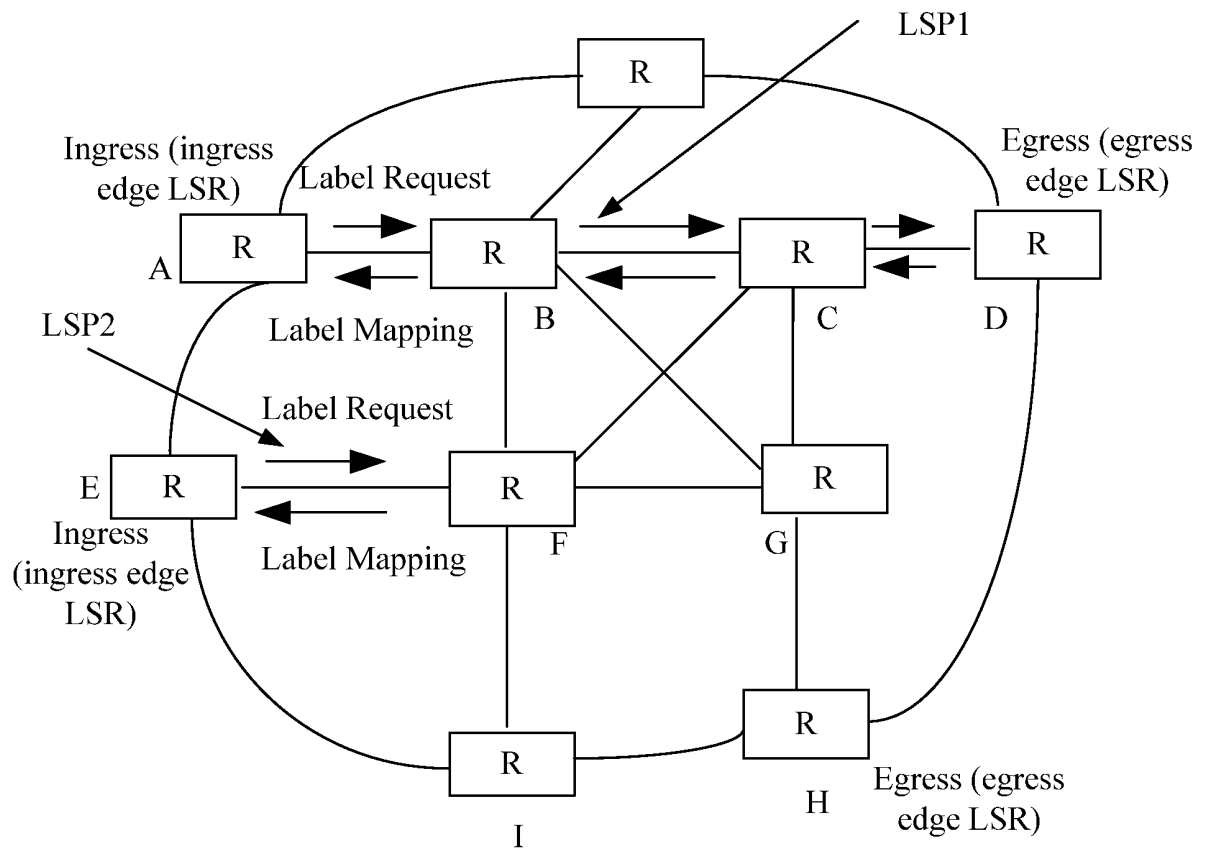 LSP1
R
Ingress (ingress
edge LSR)
Egress (egress
edge LSR)
Label Request
R
R
R
R
A
B
C
D
Label Mapping
LSP2
Label Request
R
R
R
E
F
G
Ingress
(ingress edge
LSR)
Label Mapping
R
R
H
Egress (egress
edge LSR)
I